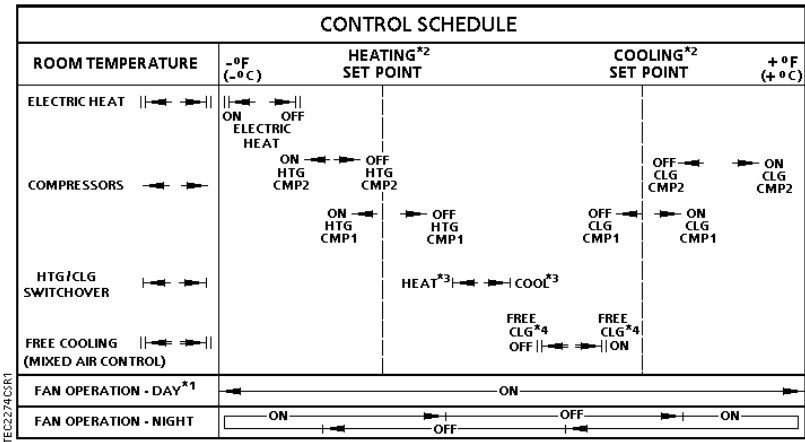 CONTROL SCHEDULE
ROOM TEMPERATURE
-ºF
(-ºC)
HEATING*2
SET POINT
COOLING*2
SET POINT
+ºF
(+ºC)
ELECTRIC HEAT
ON OFF
ELECTRIC
HEAT
COMPRESSORS
ON OFF
HTG HTG
CMP2 CMP2
OFF ON
CLG CLG
CMP2 CMP2
ON OFF
HTG HTG
CMP1 CMP1
OFF ON
CLG CLG
CMP1 CMP1
HTG/CLG
SWITCHOVER
HEAT*3 COOL*3
FREE COOLING
(MIXED AIR CONTROL)
FREE FREE
CLG*4 CLG*4
OFF ON
FAN OPERATION - DAY*1
ON
FAN OPERATION - NIGHT
ON OFF ON
OFF
TEC2274CSR1